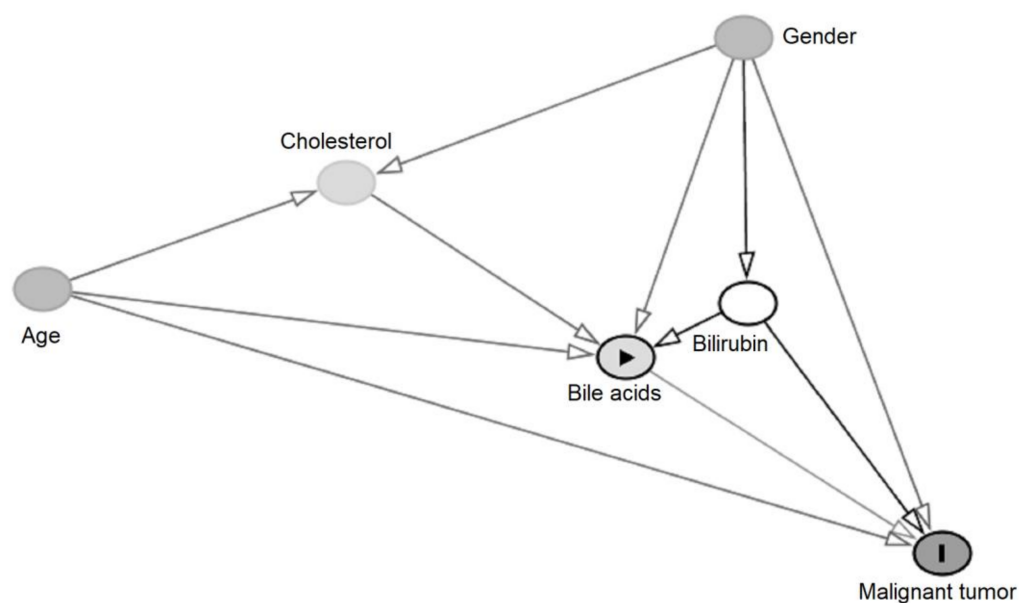 Gender
Cholesterol
Age
Bilirubin
Bile acids
Malignant tumor